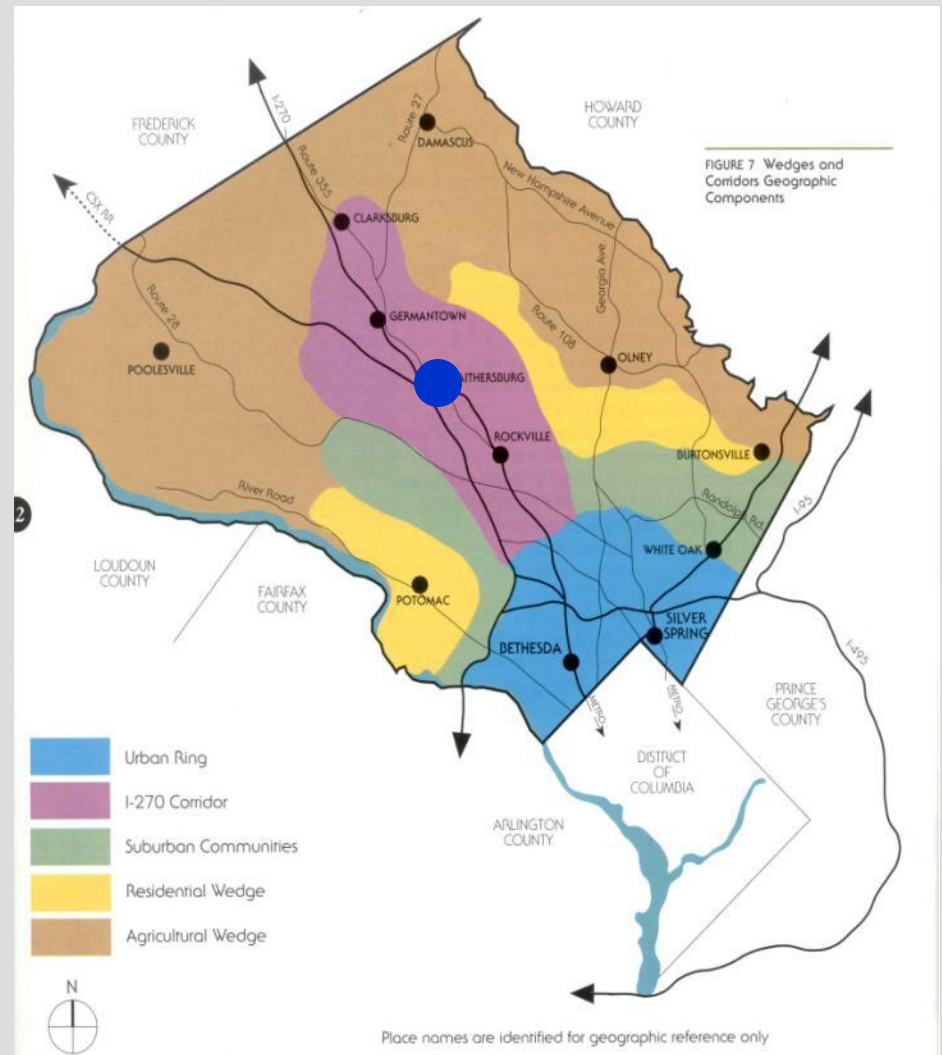 FREDERICK
COUNTY
HOWARD
COUNTY
FIGURE 7 Wedges and
Corridors Geographic
Components
I-270
Route 355
Route 27
DAMASCUS
New Hampshire Avenue
CSX RR
CLARKSBURG
Georgia Ave.
Route 28
GERMANTOWN
Route 108
OLNEY
POOLESVILLE
AITHERSBURG
ROCKVILLE
BURTONSVILLE
River Road
Randolph Rd.
I-95
2
WHITE OAK
LOUDOUN
COUNTY
FAIRFAX
COUNTY
POTOMAC
SILVER
SPRING
BETHESDA
I-495
METRO
METRO
PRINCE
GEORGE'S
COUNTY
DISTRICT
OF
COLUMBIA
ARLINGTON
COUNTY
Urban Ring
I-270 Corridor
Suburban Communities
Residential Wedge
Agricultural Wedge
N
Place names are identified for geographic reference only